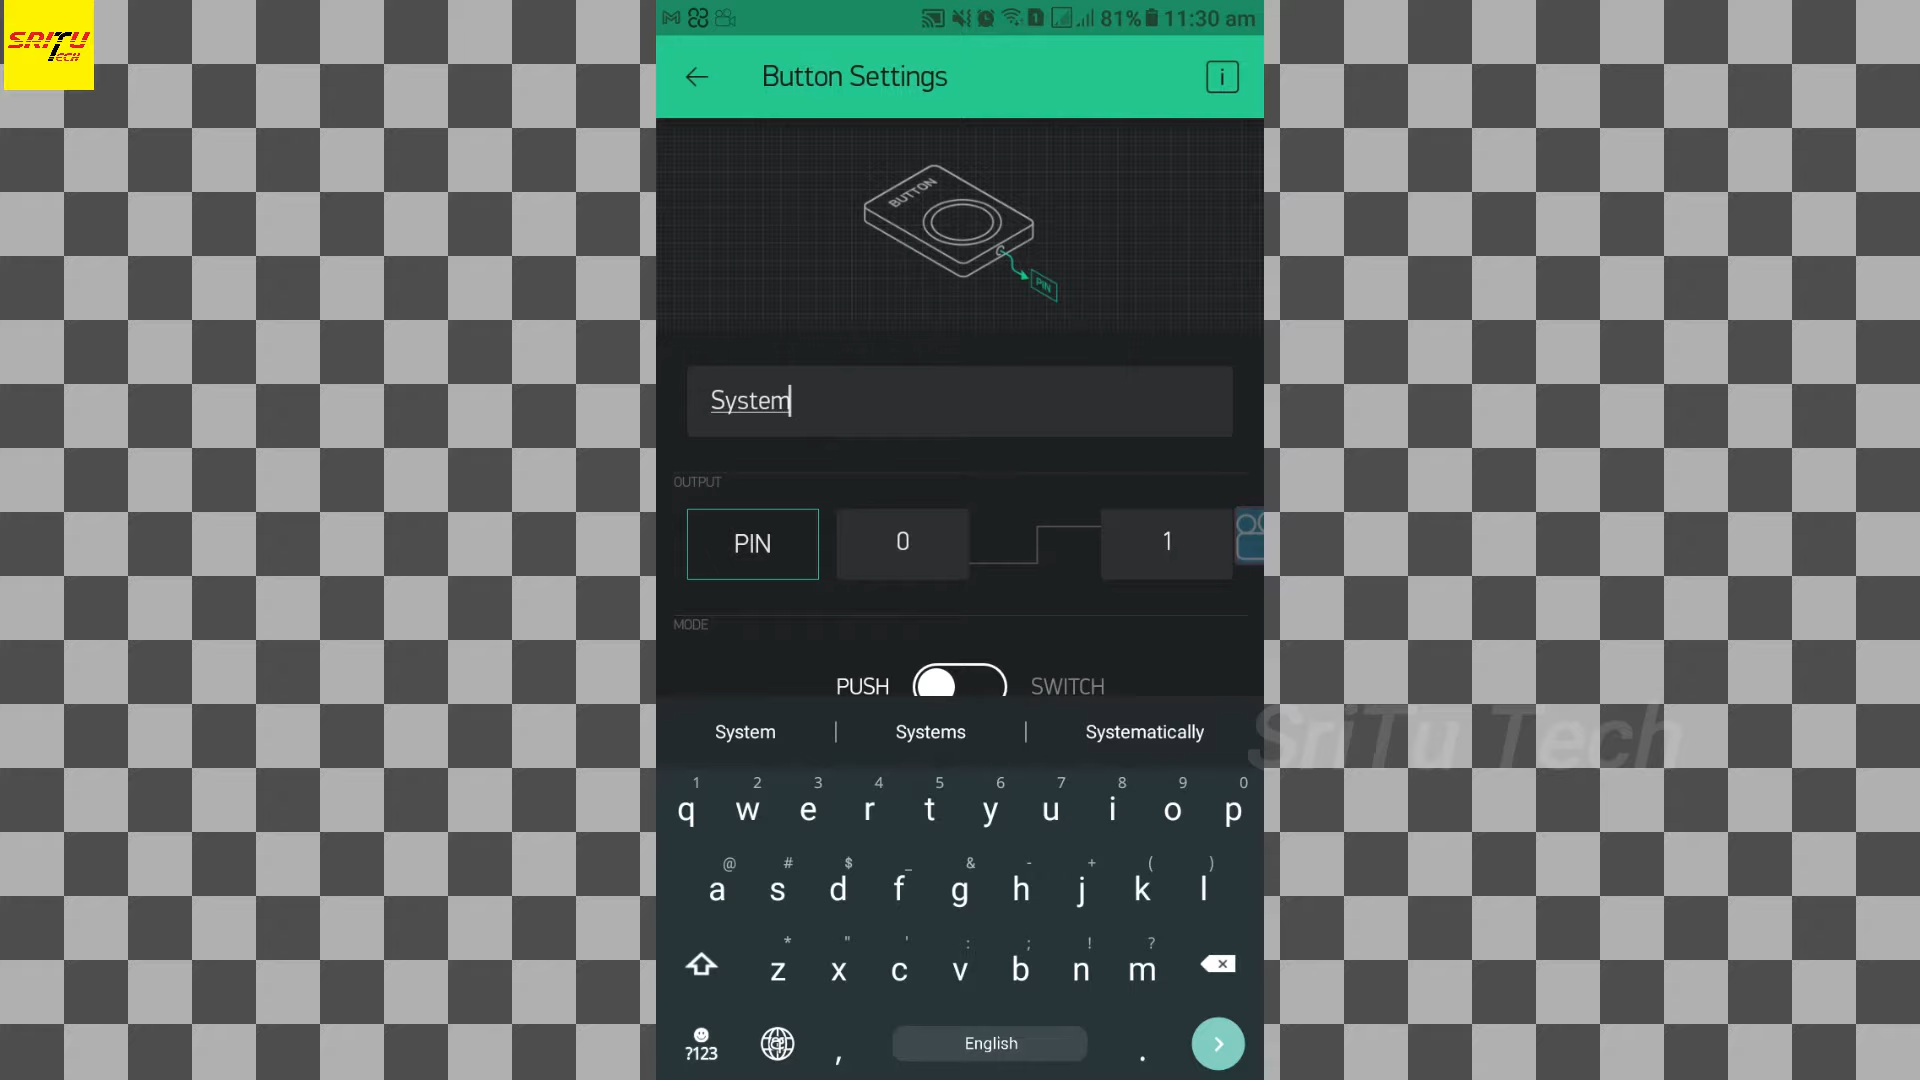 SRITU
TECH
1 81% 11:30 am
Button Settings
i
BUTTON
PIN
System
OUTPUT
PIN 0 1
MODE
PUSH SWITCH
System | Systems | Systematically
SriTu Tech
1 2 3 4 5 6 7 8 9 0
q w e r t y u i o p
@ # $ _ & - + ( )
a s d f g h j k l
* " ' : ; ! ?
z x c v b n m
?123 , English .